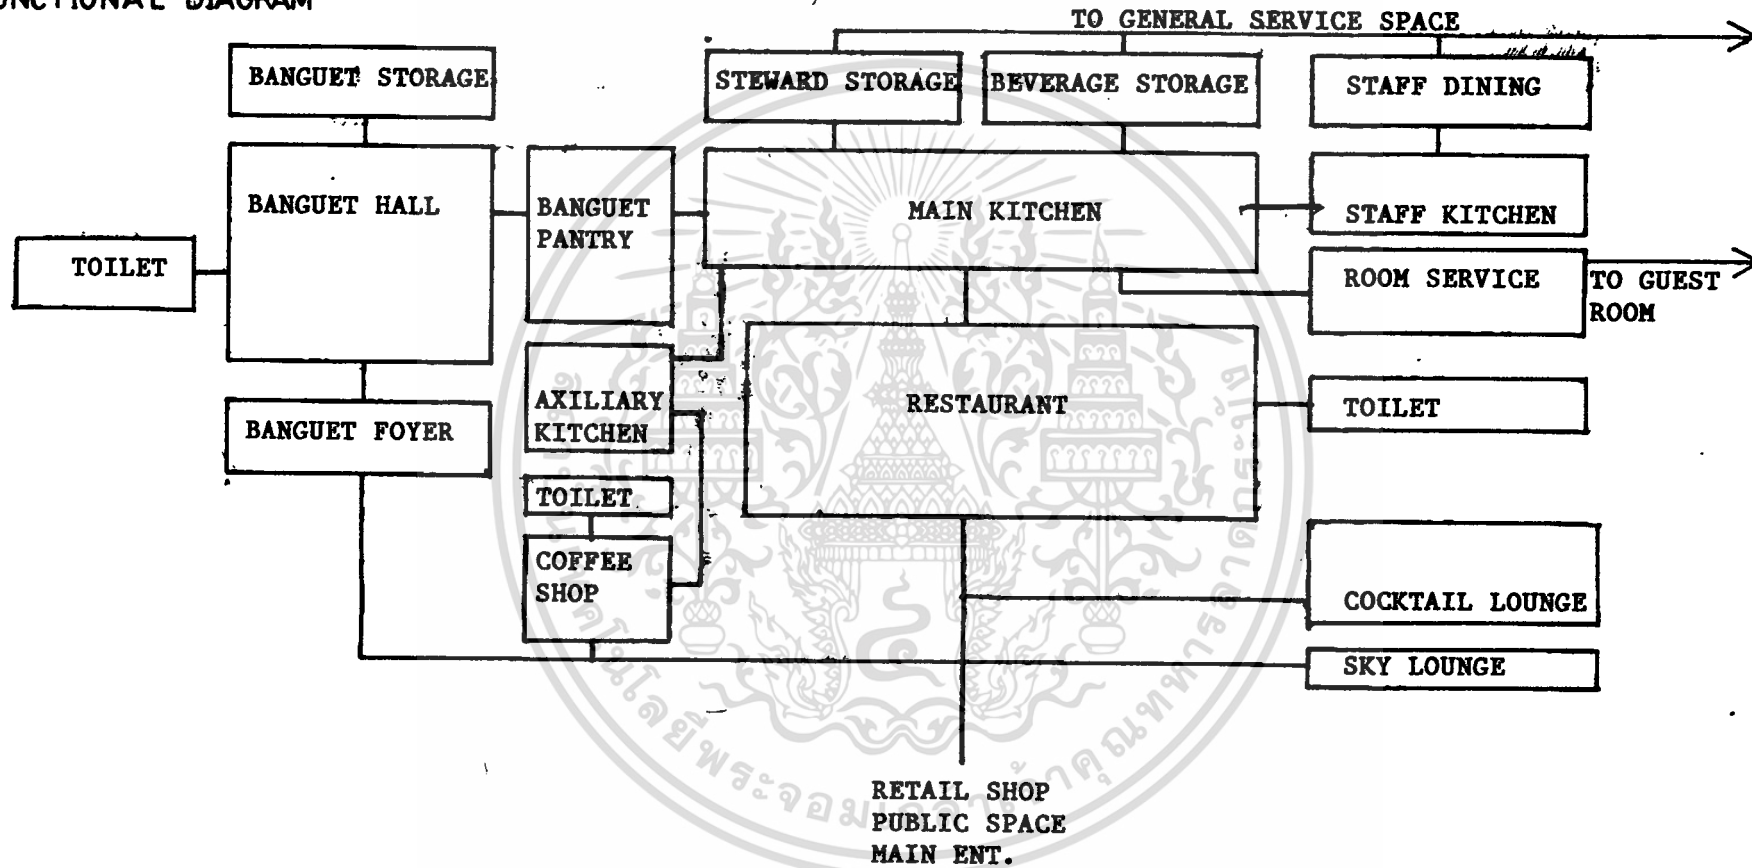 FUNCTIONAL DIAGRAM
TO GENERAL SERVICE SPACE
BANGUET STORAGE
STEWARD STORAGE
BEVERAGE STORAGE
STAFF DINING
BANGUET HALL
BANGUET
PANTRY
MAIN KITCHEN
STAFF KITCHEN
TOILET
ROOM SERVICE
TO GUEST
ROOM
AXILIARY
KITCHEN
RESTAURANT
TOILET
BANGUET FOYER
TOILET
COFFEE
SHOP
COCKTAIL LOUNGE
SKY LOUNGE
RETAIL SHOP
PUBLIC SPACE
MAIN ENT.